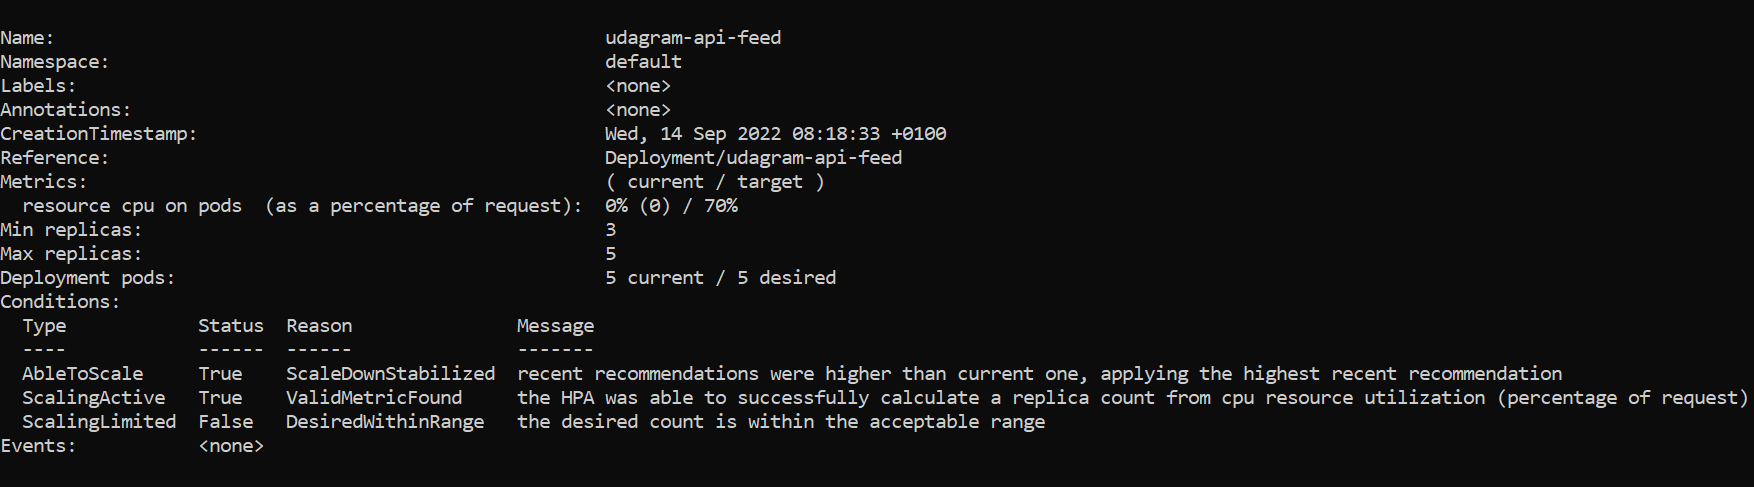 Name: udagram-api-feed
Namespace: default
Labels: <none>
Annotations: <none>
CreationTimestamp: Wed, 14 Sep 2022 08:18:33 +0100
Reference: Deployment/udagram-api-feed
Metrics: ( current / target )
resource cpu on pods (as a percentage of request): 0% (0) / 70%
Min replicas: 3
Max replicas: 5
Deployment pods: 5 current / 5 desired
Conditions:
Type Status Reason Message
---- ------ ------ -------
AbleToScale True ScaleDownStabilized recent recommendations were higher than current one, applying the highest recent recommendation
ScalingActive True ValidMetricFound the HPA was able to successfully calculate a replica count from cpu resource utilization (percentage of request)
ScalingLimited False DesiredWithinRange the desired count is within the acceptable range
Events: <none>